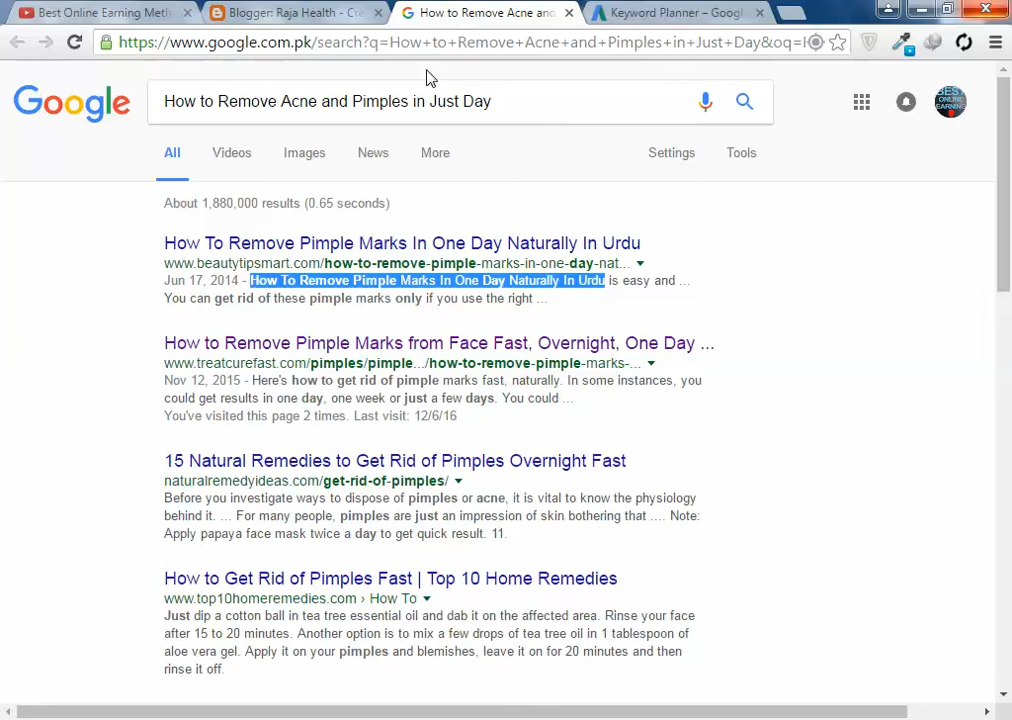 Best Online Earning Meth
Blogger: Raja Health - Cre
How to Remove Acne and
Keyword Planner – Googl
https://www.google.com.pk/search?q=How+to+Remove+Acne+and+Pimples+in+Just+Day&oq=
Google
How to Remove Acne and Pimples in Just Day
BEST ONLINE EARNING
All Videos Images News More Settings Tools
About 1,880,000 results (0.65 seconds)
How To Remove Pimple Marks In One Day Naturally In Urdu
www.beautytipsmart.com/how-to-remove-pimple-marks-in-one-day-nat...
Jun 17, 2014 - How To Remove Pimple Marks In One Day Naturally In Urdu is easy and ...
You can get rid of these pimple marks only if you use the right ...
How to Remove Pimple Marks from Face Fast, Overnight, One Day ...
www.treatcurefast.com/pimples/pimple.../how-to-remove-pimple-marks-...
Nov 12, 2015 - Here's how to get rid of pimple marks fast, naturally. In some instances, you
could get results in one day, one week or just a few days. You could ...
You've visited this page 2 times. Last visit: 12/6/16
15 Natural Remedies to Get Rid of Pimples Overnight Fast
naturalremedyideas.com/get-rid-of-pimples/
Before you investigate ways to dispose of pimples or acne, it is vital to know the physiology
behind it. ... For many people, pimples are just an impression of skin bothering that .... Note:
Apply papaya face mask twice a day to get quick result. 11.
How to Get Rid of Pimples Fast | Top 10 Home Remedies
www.top10homeremedies.com › How To
Just dip a cotton ball in tea tree essential oil and dab it on the affected area. Rinse your face
after 15 to 20 minutes. Another option is to mix a few drops of tea tree oil in 1 tablespoon of
aloe vera gel. Apply it on your pimples and blemishes, leave it on for 20 minutes and then
rinse it off.